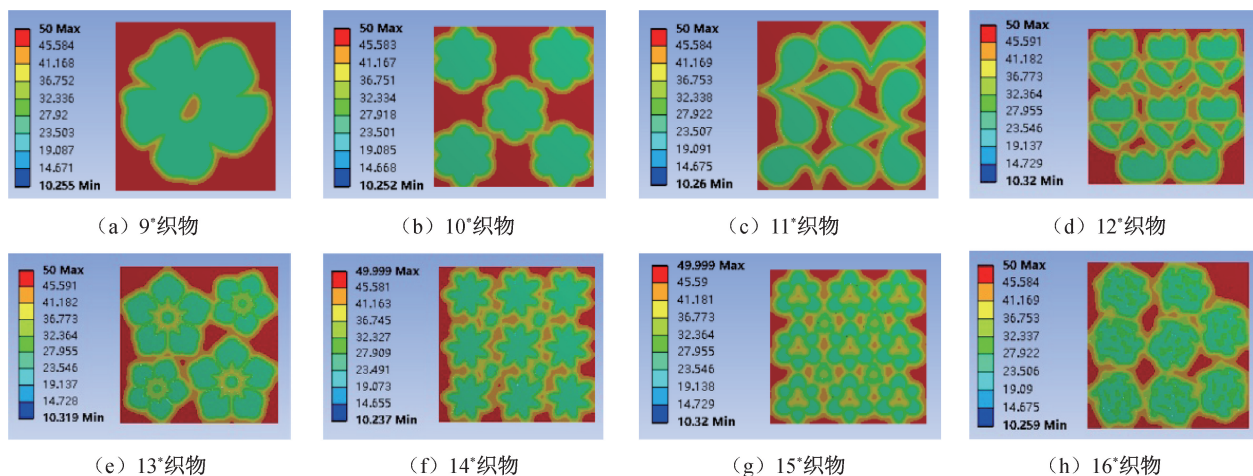 50 Max
45.584
41.168
36.752
32.336
27.92
23.503
19.087
14.671
10.255 Min
（a）9*织物
50 Max
45.583
41.167
36.751
32.334
27.918
23.501
19.085
14.668
10.252 Min
（b）10*织物
50 Max
45.584
41.169
36.753
32.338
27.922
23.507
19.091
14.675
10.26 Min
（c）11*织物
50 Max
45.591
41.182
36.773
32.364
27.955
23.546
19.137
14.729
10.32 Min
（d）12*织物
50 Max
45.591
41.182
36.773
32.364
27.955
23.546
19.137
14.728
10.319 Min
（e）13*织物
49.999 Max
45.581
41.163
36.745
32.327
27.909
23.491
19.073
14.655
10.237 Min
（f）14*织物
49.999 Max
45.59
41.181
36.773
32.364
27.955
23.546
19.138
14.729
10.32 Min
（g）15*织物
50 Max
45.584
41.169
36.753
32.337
27.922
23.506
19.09
14.675
10.259 Min
（h）16*织物